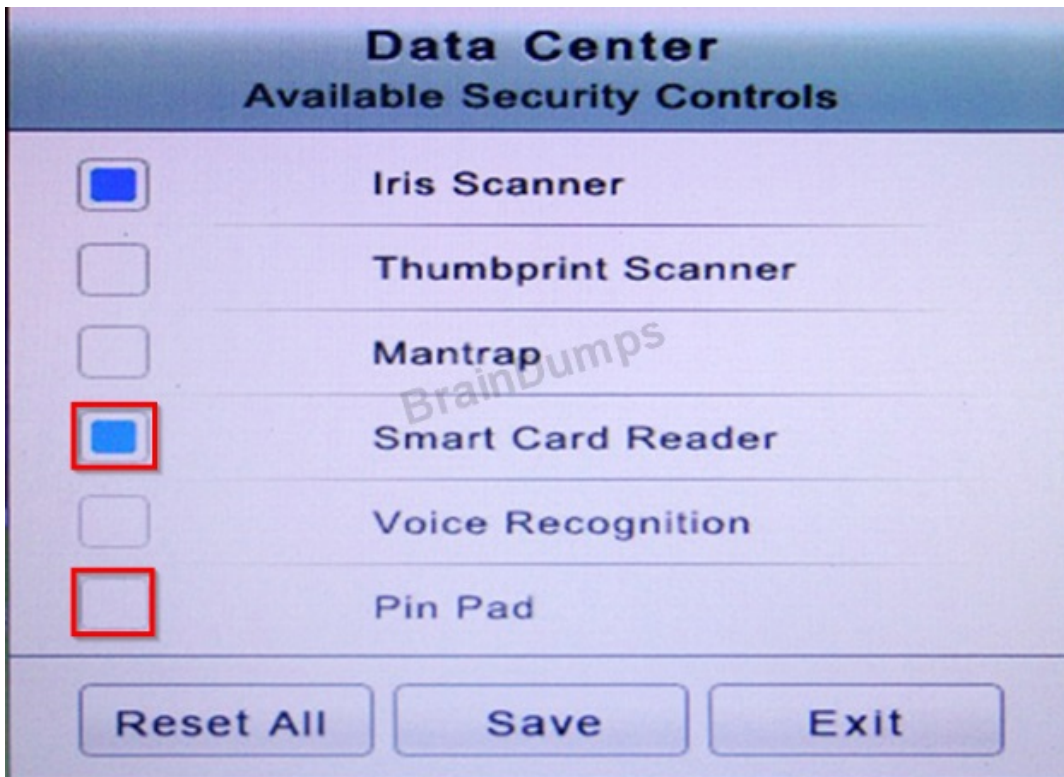 Data Center
Available Security Controls
Iris Scanner
Thumbprint Scanner
Mantrap
BrainDumps
Smart Card Reader
Voice Recognition
Pin Pad
Reset All
Save
Exit